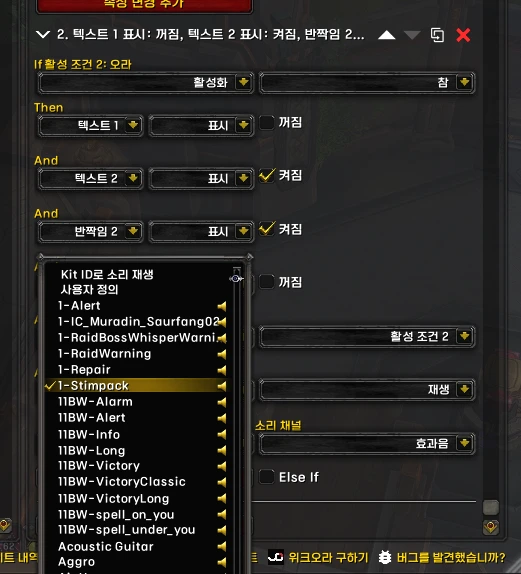 속성 변경 추가
2. 텍스트 1 표시: 꺼짐, 텍스트 2 표시: 켜짐, 반짝임 2...
If 활성 조건 2: 오라
활성화 참
Then
텍스트 1 표시 꺼짐
And
텍스트 2 표시 켜짐
And
반짝임 2 표시 켜짐
꺼짐
Kit ID로 소리 재생
사용자 정의
1-Alert
1-IC_Muradin_Saurfang02
1-RaidBossWhisperWarni...
활성 조건 2
1-RaidWarning
1-Repair
1-Stimpack
재생
11BW-Alarm
11BW-Alert
소리 채널
11BW-Info
효과음
11BW-Long
11BW-Victory
11BW-VictoryClassic
Else If
11BW-VictoryLong
11BW-spell_on_you
11BW-spell_under_you
Acoustic Guitar
Aggro
위크오라 구하기
버그를 발견했습니까?